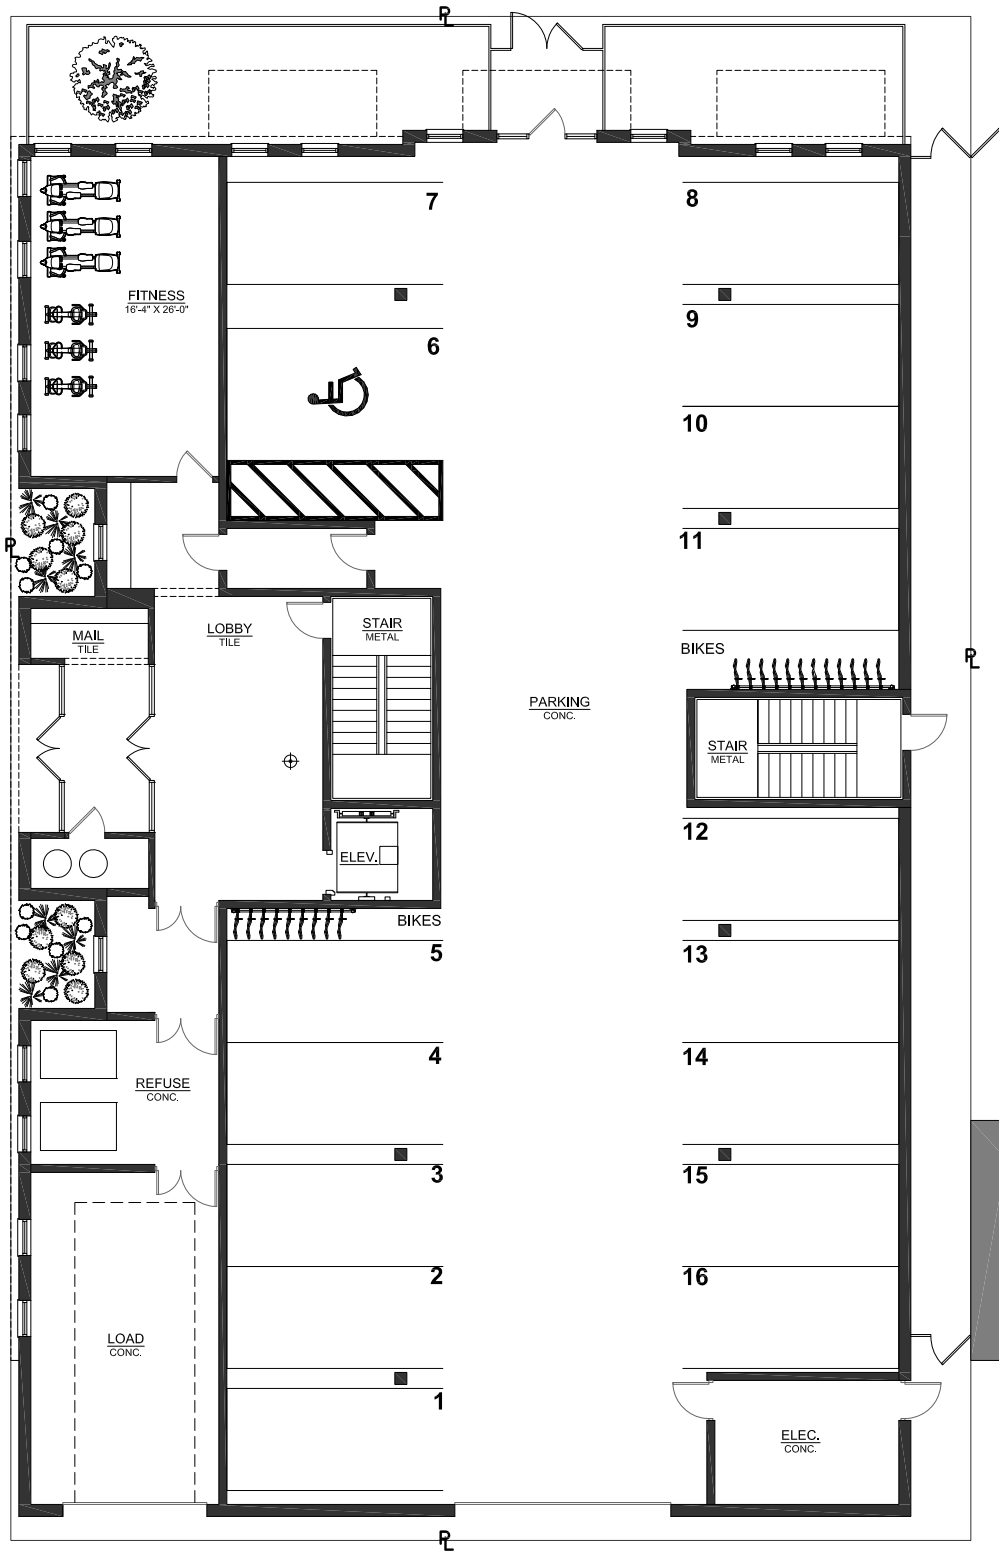 PL
7
8
FITNESS
16'-4" X 26'-0"
9
6
10
11
PL
LOBBY
TILE
STAIR
METAL
MAIL
TILE
BIKES
PL
PARKING
CONC.
STAIR
METAL
12
ELEV.
BIKES
5
13
4
14
REFUSE
CONC.
3
15
2
16
LOAD
CONC.
1
ELEC.
CONC.
PL